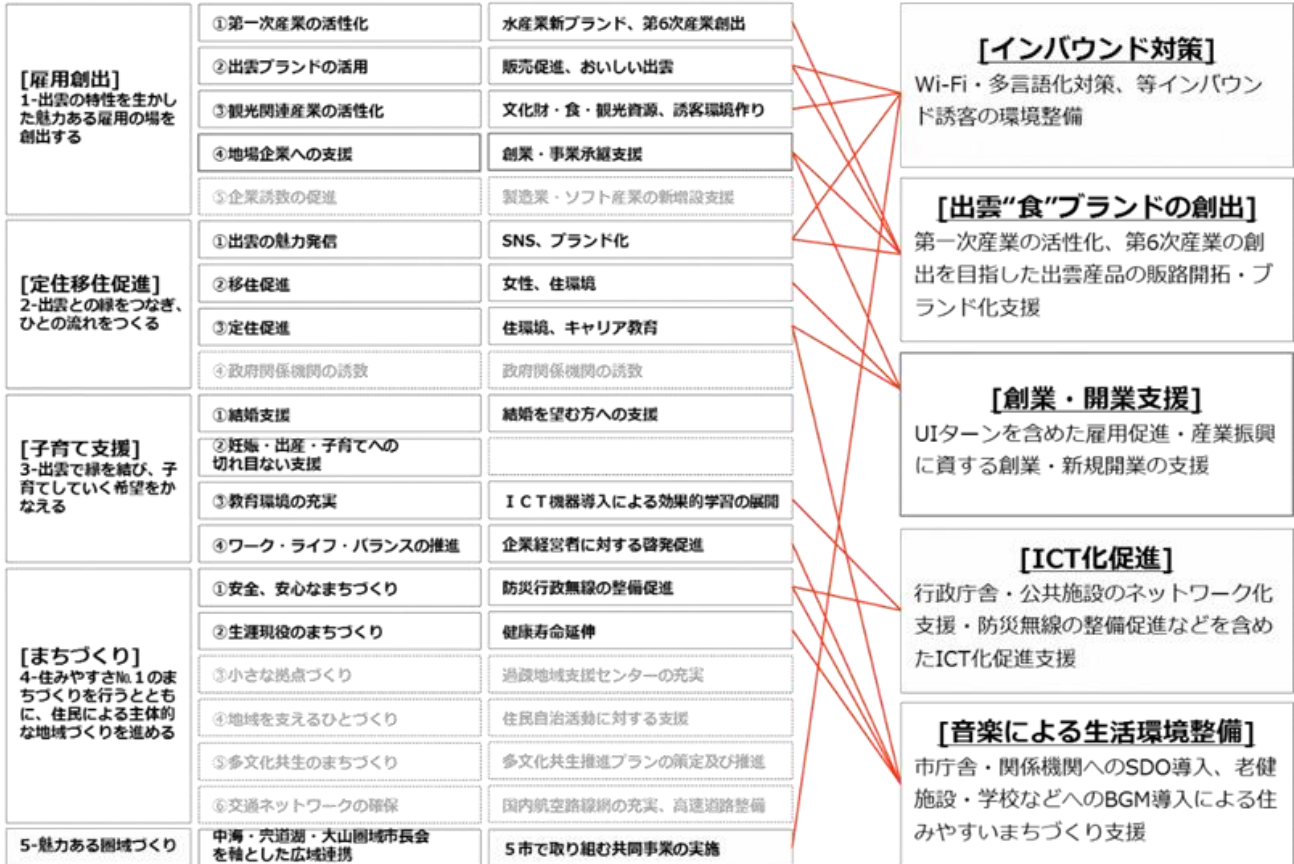 [雇用創出]
1-出雲の特性を生かし
た魅力ある雇用の場を
創出する
①第一次産業の活性化
水産業新ブランド、第6次産業創出
②出雲ブランドの活用
販売促進、おいしい出雲
③観光関連産業の活性化
文化財・食・観光資源、誘客環境作り
④地場企業への支援
創業・事業承継支援
⑤企業誘致の促進
製造業・ソフト産業の新増設支援
[定住移住促進]
2-出雲との縁をつなぎ、
ひとの流れをつくる
①出雲の魅力発信
SNS、ブランド化
②移住促進
女性、住環境
③定住促進
住環境、キャリア教育
④政府関係機関の誘致
政府関係機関の誘致
[子育て支援]
3-出雲で縁を結び、子
育てしていく希望をか
なえる
①結婚支援
結婚を望む方への支援
②妊娠・出産・子育てへの
切れ目ない支援
③教育環境の充実
ＩＣＴ機器導入による効果的学習の展開
④ワーク・ライフ・バランスの推進
企業経営者に対する啓発促進
[まちづくり]
4-住みやすさ№１のま
ちづくりを行うととも
に、住民による主体的
な地域づくりを進める
①安全、安心なまちづくり
防災行政無線の整備促進
②生涯現役のまちづくり
健康寿命延伸
③小さな拠点づくり
過疎地域支援センターの充実
④地域を支えるひとづくり
住民自治活動に対する支援
⑤多文化共生のまちづくり
多文化共生推進プランの策定及び推進
⑥交通ネットワークの確保
国内航空路線網の充実、高速道路整備
5-魅力ある圏域づくり
中海・宍道湖・大山圏域市長会
を軸とした広域連携
５市で取り組む共同事業の実施
[インバウンド対策]
Wi-Fi・多言語化対策、等インバウン
ド誘客の環境整備
[出雲“食”ブランドの創出]
第一次産業の活性化、第6次産業の創
出を目指した出雲産品の販路開拓・ブ
ランド化支援
[創業・開業支援]
UIターンを含めた雇用促進・産業振興
に資する創業・新規開業の支援
[ICT化促進]
行政庁舎・公共施設のネットワーク化
支援・防災無線の整備促進などを含め
たICT化促進支援
[音楽による生活環境整備]
市庁舎・関係機関へのSDO導入、老健
施設・学校などへのBGM導入による住
みやすいまちづくり支援